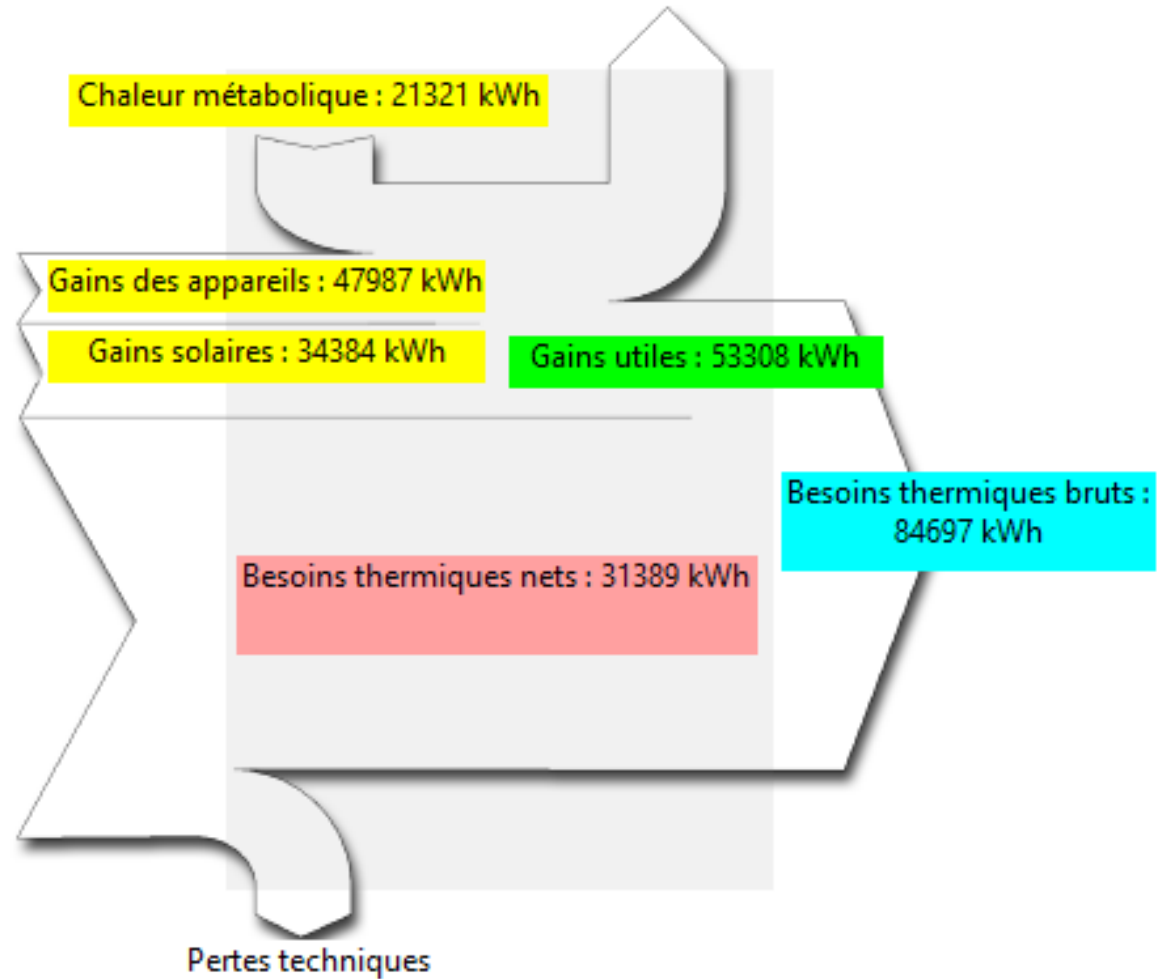 Chaleur métabolique : 21321 kWh
Gains des appareils : 47987 kWh
Gains solaires : 34384 kWh
Gains utiles : 53308 kWh
Besoins thermiques bruts :
84697 kWh
Besoins thermiques nets : 31389 kWh
Pertes techniques